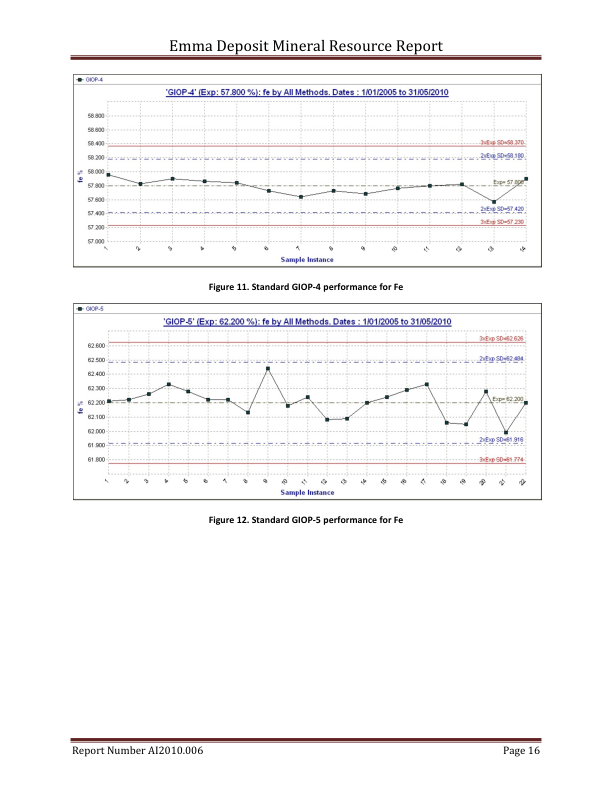 Emma Deposit Mineral Resource Report
GIOP-4
'GIOP-4' (Exp: 57.800 %): fe by All Methods. Dates : 1/01/2005 to 31/05/2010
58.800
58.600
58.400
58.200
57.800
57.600
57.400
57.200
57.000
fe %
3xExp SD=58.370
2xExp SD=58.180
Exp= 57.800
2xExp SD=57.420
3xExp SD=57.230
1 2 3 4 5 6 7 8 9 10 11 12 13 14
Sample Instance
Figure 11. Standard GIOP-4 performance for Fe
GIOP-5
'GIOP-5' (Exp: 62.200 %): fe by All Methods. Dates : 1/01/2005 to 31/05/2010
62.600
62.500
62.400
62.300
62.200
62.100
62.000
61.900
61.800
fe %
3xExp SD=62.626
2xExp SD=62.484
Exp= 62.200
2xExp SD=61.916
3xExp SD=61.774
1 2 3 4 5 6 7 8 9 10 11 12 13 14 15 16 17 18 19 20 21 22
Sample Instance
Figure 12. Standard GIOP-5 performance for Fe
Report Number AI2010.006
Page 16